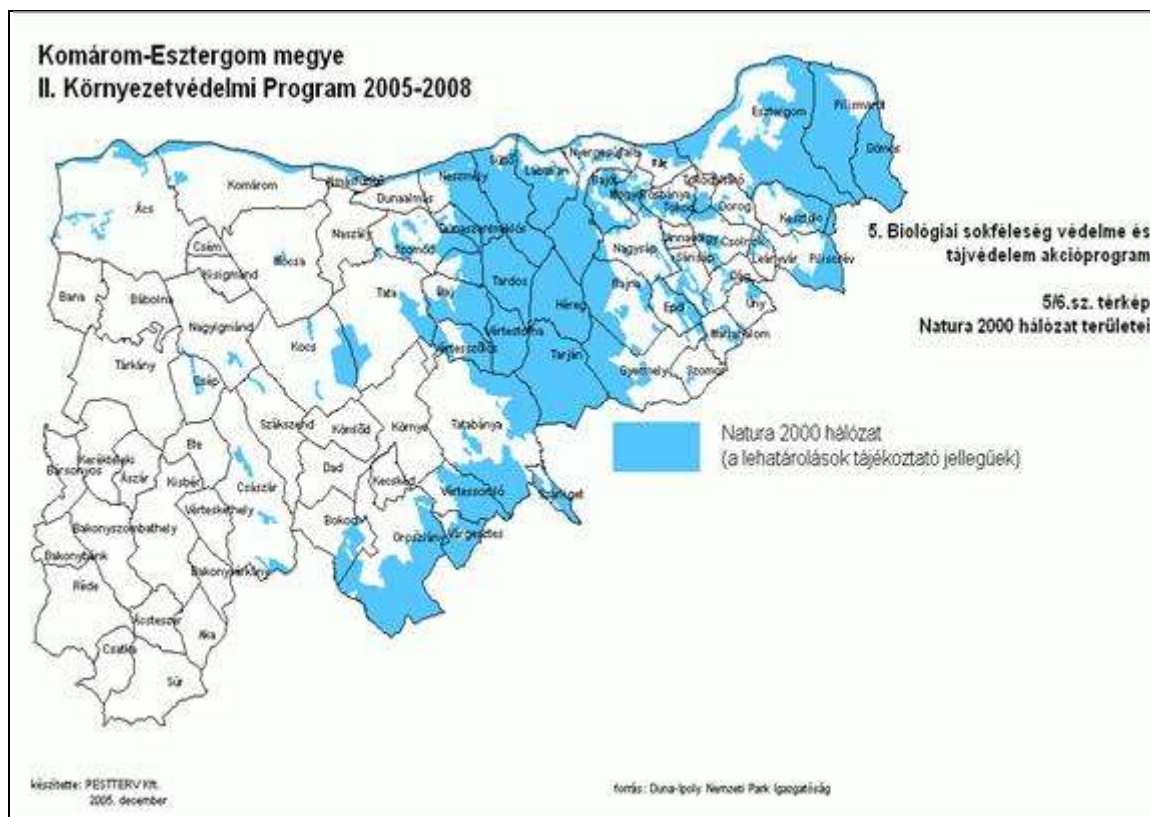 Komárom-Esztergom megye
II. Környezetvédelmi Program 2005-2008
Esztergom
Pilismarót
Dömös
Komárom
Ács
Neszmély
Süttő
Lábatlan
Nyergesújfalu
Bajót
Tát
Dorog
Kesztölc
Dunaalmás
Naszály
Szomód
Dunaszentmiklós
Csém
Kisigmánd
Mocsa
Nagysáp
Sárisáp
Csolnok
Leányvár
Piliscsév
5. Biológiai sokféleség védelme és
tájvédelem akcióprogram
5/6.sz. térkép
Natura 2000 hálózat területei
Bana
Bábolna
Nagyigmánd
Tata
Baj
Tardos
Héreg
Bajna
Epöl
Dág
Úny
Máriahalom
Kocs
Vértestolna
Vértesszőlős
Tarján
Gyermely
Szomor
Tárkány
Csép
Szákszend
Kömlőd
Környe
Tatabánya
Natura 2000 hálózat
(a lehatárolások tájékoztató jellegűek)
Ete
Kerékteleki
Bársonyos
Ászár
Kisbér
Császár
Dad
Kecskéd
Vértessomló
Szárliget
Vérteskethely
Bokod
Oroszlány
Várgesztes
Bakonyszombathely
Bakonybánk
Bakonysárkány
Réde
Ácsteszér
Aka
Csatka
Súr
készítette: PESTTERV Kft.
2005. december
forrás: Duna-Ipoly Nemzeti Park Igazgatóság